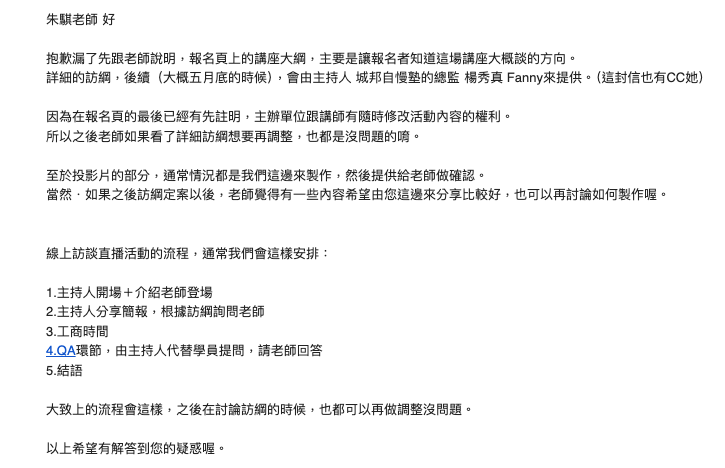 朱騏老師 好
抱歉漏了先跟老師說明，報名頁上的講座大綱，主要是讓報名者知道這場講座大概談的方向。
詳細的訪綱，後續（大概五月底的時候），會由主持人 城邦自慢塾的總監 楊秀真 Fanny來提供。（這封信也有CC她）
因為在報名頁的最後已經有先註明，主辦單位跟講師有隨時修改活動內容的權利。
所以之後老師如果看了詳細訪綱想要再調整，也都是沒問題的唷。
至於投影片的部分，通常情況都是我們這邊來製作，然後提供給老師做確認。
當然．如果之後訪綱定案以後，老師覺得有一些內容希望由您這邊來分享比較好，也可以再討論如何製作喔。
線上訪談直播活動的流程，通常我們會這樣安排：
1.主持人開場＋介紹老師登場
2.主持人分享簡報，根據訪綱詢問老師
3.工商時間
4.QA環節，由主持人代替學員提問，請老師回答
5.結語
大致上的流程會這樣，之後在討論訪綱的時候，也都可以再做調整沒問題。
以上希望有解答到您的疑惑喔。